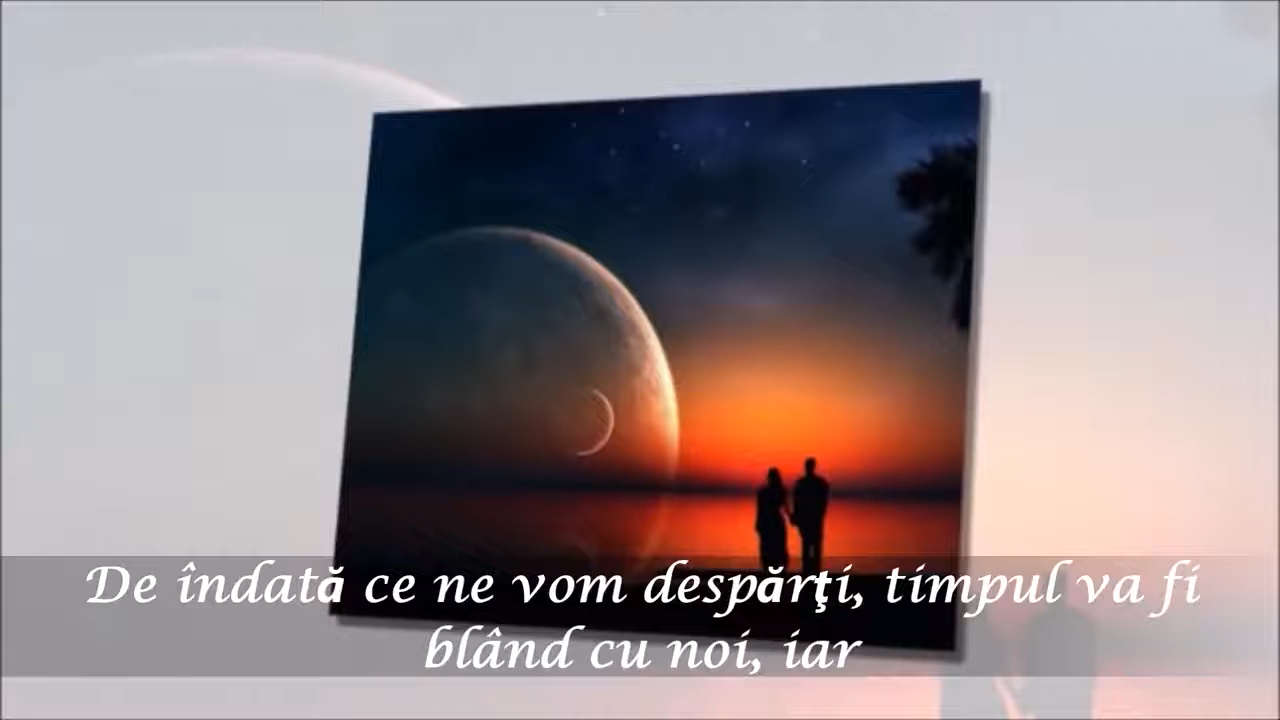 De îndată ce ne vom despărţi, timpul va fi
blând cu noi, iar